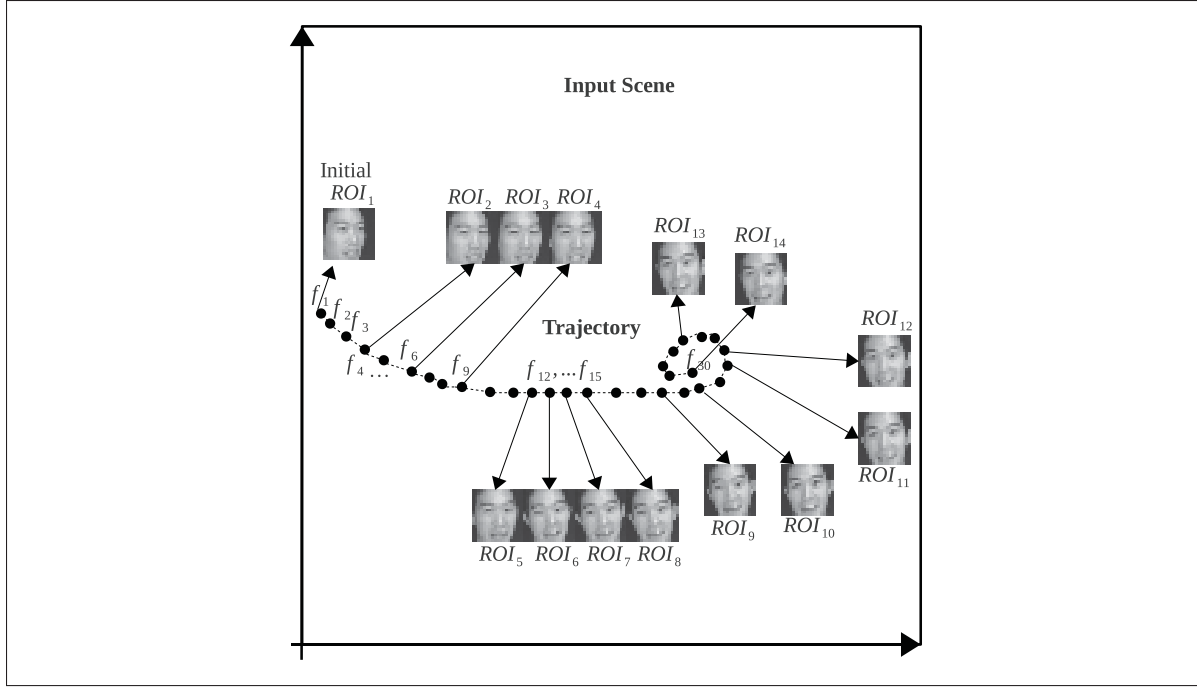 Input Scene
Initial
ROI₁
ROI₂ ROI₃ ROI₄
ROI₁₃
ROI₁₄
f₁
f₂
f₃
ROI₁₂
Trajectory
f₄ ...
f₆
f₉
f₁₂,...f₁₅
f₃₀
ROI₁₁
ROI₉
ROI₁₀
ROI₅ ROI₆ ROI₇ ROI₈